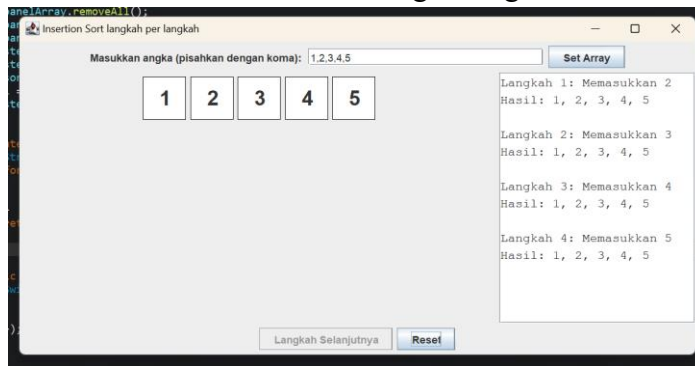 anelArray.removeAll();
Insertion Sort langkah per langkah
Masukkan angka (pisahkan dengan koma): 1,2,3,4,5 Set Array
1 2 3 4 5
Langkah 1: Memasukkan 2
Hasil: 1, 2, 3, 4, 5
Langkah 2: Memasukkan 3
Hasil: 1, 2, 3, 4, 5
Langkah 3: Memasukkan 4
Hasil: 1, 2, 3, 4, 5
Langkah 4: Memasukkan 5
Hasil: 1, 2, 3, 4, 5
Langkah Selanjutnya Reset